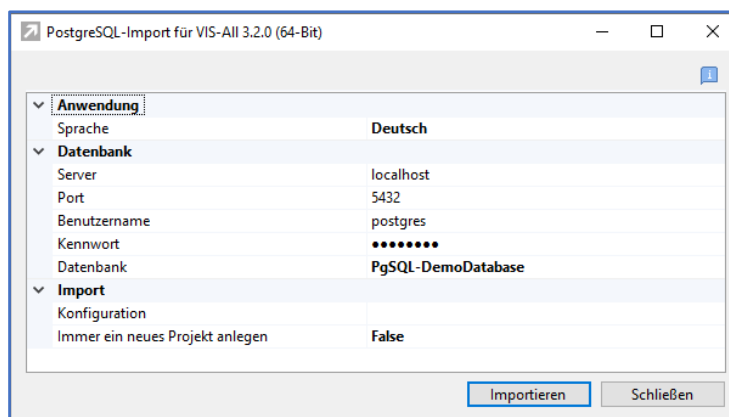 PostgreSQL-Import für VIS-All 3.2.0 (64-Bit)
Anwendung
Sprache Deutsch
Datenbank
Server localhost
Port 5432
Benutzername postgres
Kennwort ●●●●●●●●
Datenbank PgSQL-DemoDatabase
Import
Konfiguration
Immer ein neues Projekt anlegen False
Importieren Schließen